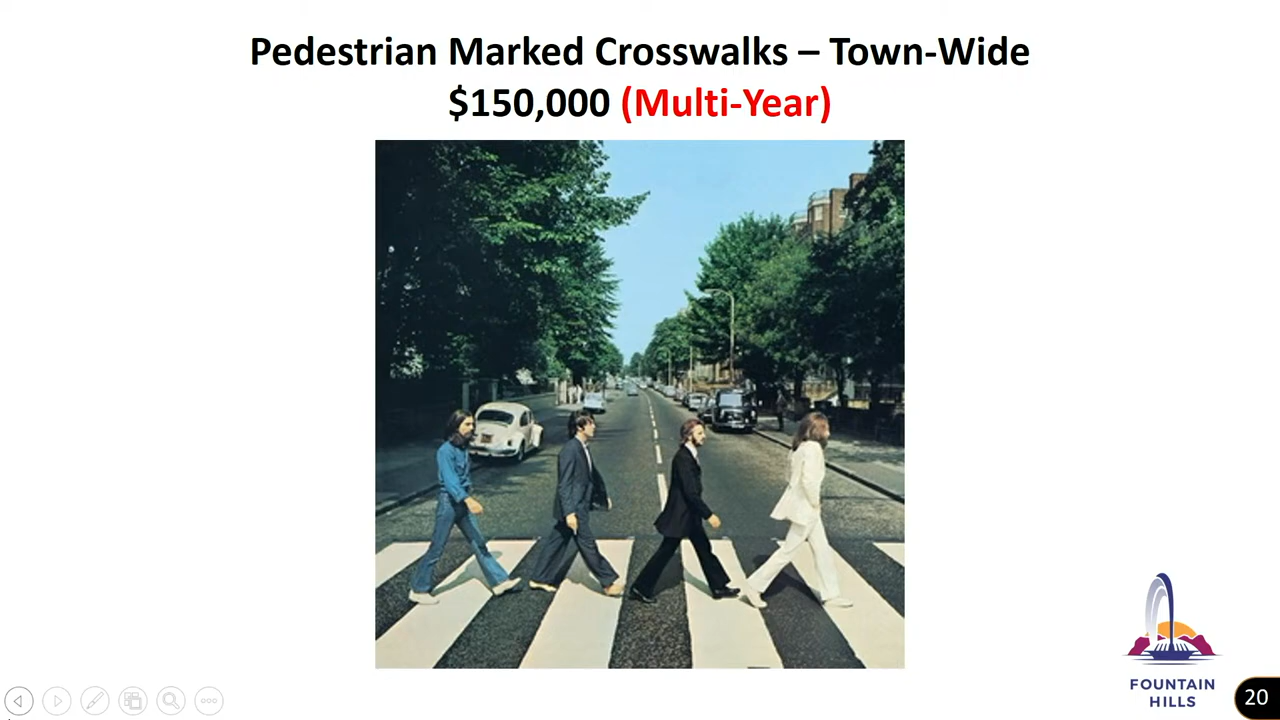 Pedestrian Marked Crosswalks – Town-Wide
$150,000 (Multi-Year)
FOUNTAIN
HILLS
20